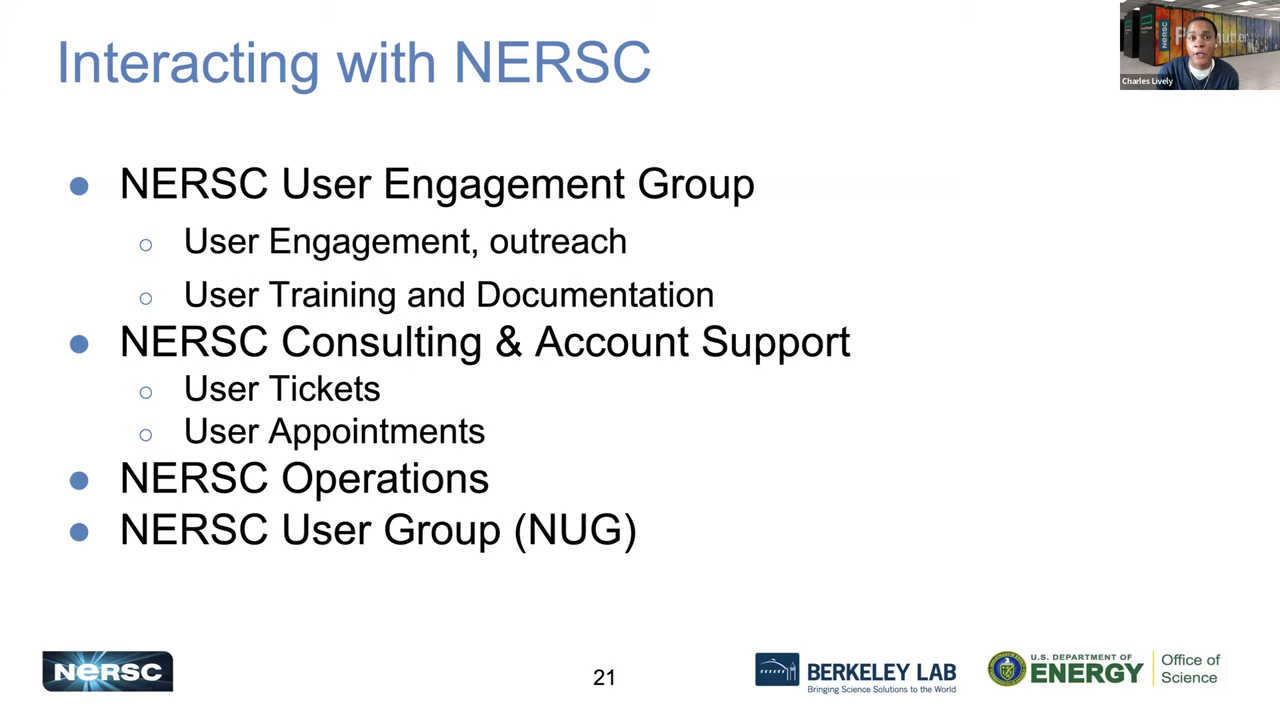 Interacting with NERSC
Charles Lively
● NERSC User Engagement Group
○ User Engagement, outreach
○ User Training and Documentation
● NERSC Consulting & Account Support
○ User Tickets
○ User Appointments
● NERSC Operations
● NERSC User Group (NUG)
NERSC
21
BERKELEY LAB
Bringing Science Solutions to the World
U.S. DEPARTMENT OF
ENERGY
Office of
Science